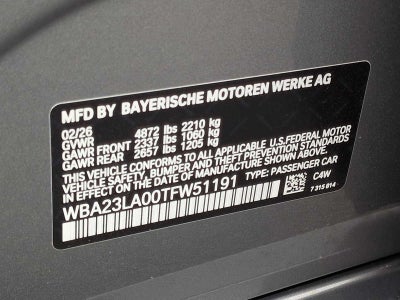 MFD BY BAYERISCHE MOTOREN WERKE AG
02/26
GVWR 4872 lbs 2210 kg
GAWR FRONT 2337 lbs 1060 kg
GAWR REAR 2657 lbs 1205 kg
THIS VEHICLE CONFORMS TO ALL APPLICABLE U.S. FEDERAL MOTOR
VEHICLE SAFETY, BUMPER, AND THEFT PREVENTION STANDARDS
IN EFFECT ON THE DATE OF MANUFACTURE SHOWN ABOVE.
WBA23LA00TFW51191 TYPE: PASSENGER CAR
C4W
7 315 614